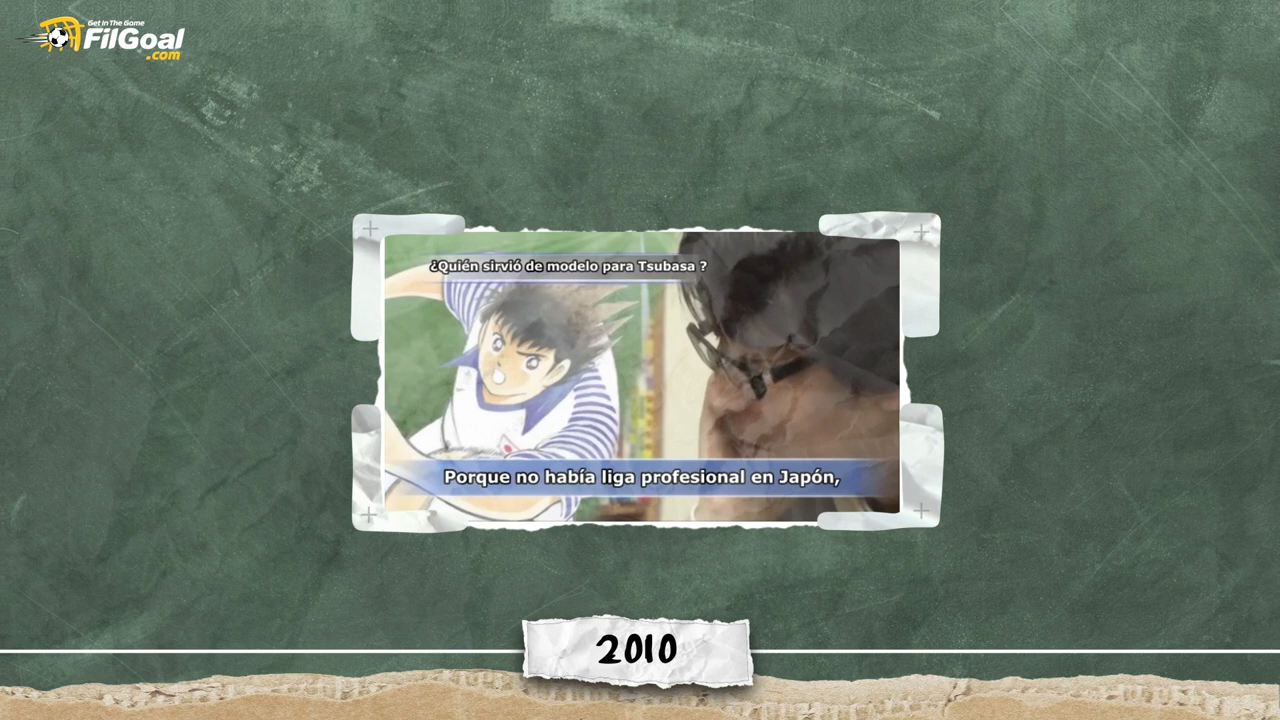 Get In The Game
FilGoal
.com
¿Quién sirvió de modelo para Tsubasa ?
Porque no había liga profesional en Japón,
2010